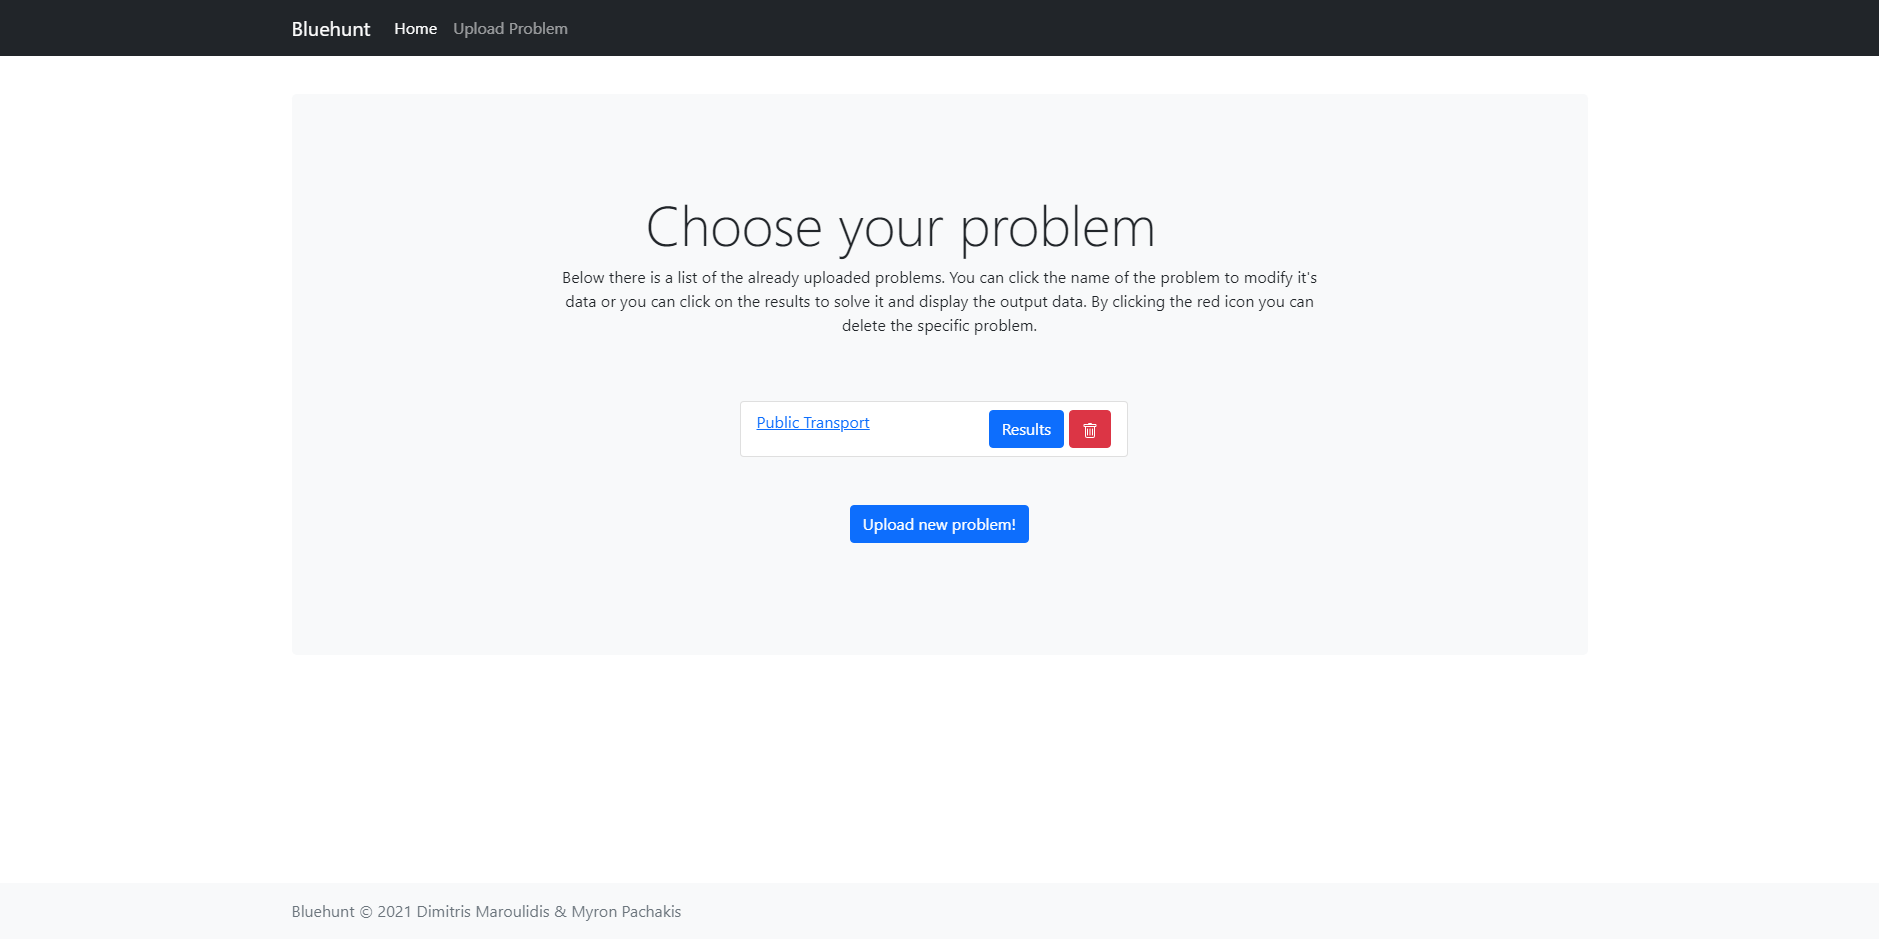 Bluehunt Home Upload Problem
Choose your problem
Below there is a list of the already uploaded problems. You can click the name of the problem to modify it's
data or you can click on the results to solve it and display the output data. By clicking the red icon you can
delete the specific problem.
Public Transport Results
Upload new problem!
Bluehunt © 2021 Dimitris Maroulidis & Myron Pachakis